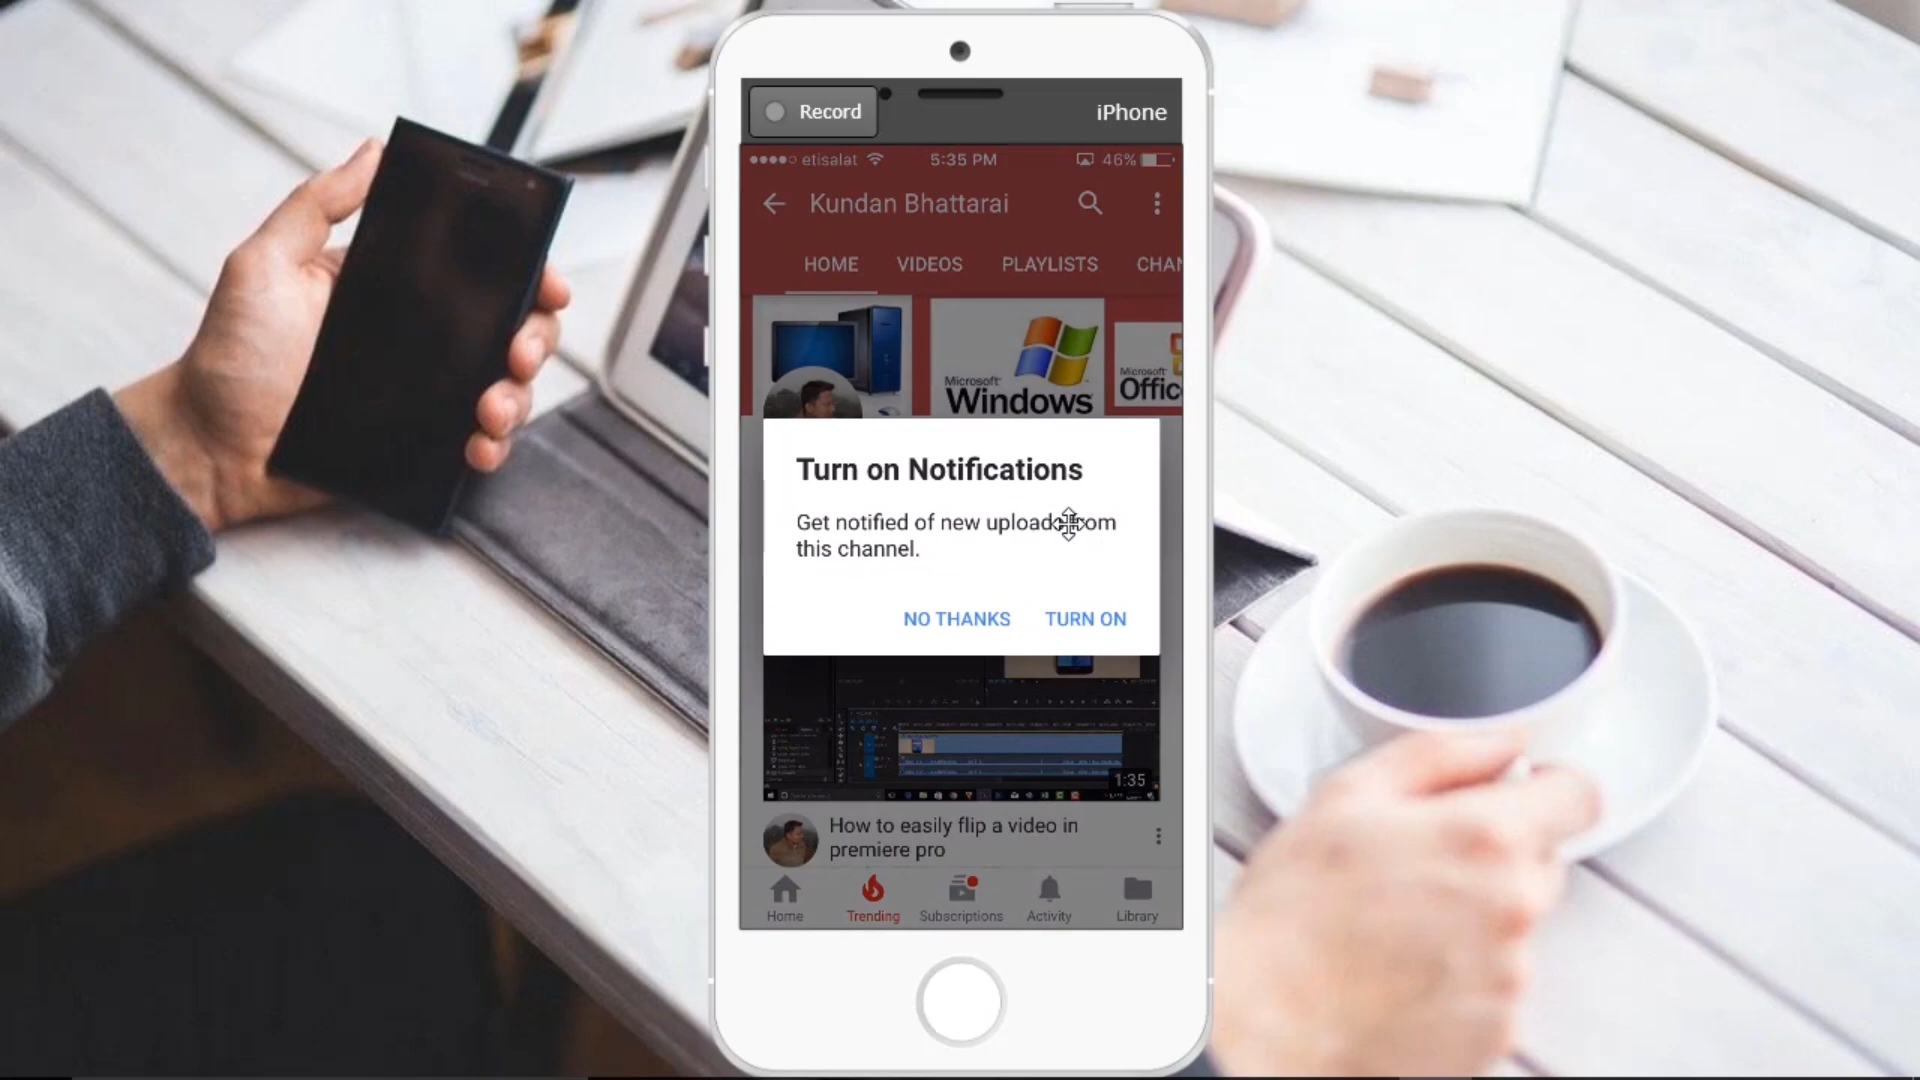 Record
iPhone
etisalat
5:35 PM
46%
Kundan Bhattarai
HOME
VIDEOS
PLAYLISTS
CHAN
Microsoft
Windows
Microsoft
Office
Turn on Notifications
Get notified of new uploads from
this channel.
NO THANKS
TURN ON
1:35
How to easily flip a video in
premiere pro
Home
Trending
Subscriptions
Activity
Library